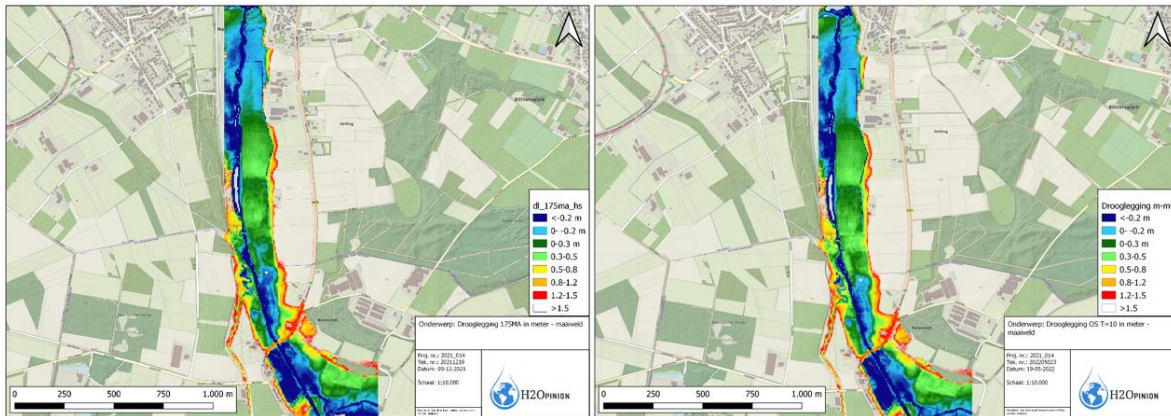 Helling
dl_175ma_hs
<-0.2 m
0- -0.2 m
0-0.3 m
0.3-0.5
0.5-0.8
0.8-1.2
1.2-1.5
>1.5
Onderwerp: Drooglegging 175MA in meter - maaiveld
Proj. nr.: 2021_014
Tek. nr.: 20211219
Datum: 09-12-2021
Schaal: 1:10.000
H2OPINION
0 250 500 750 1.000 m
Helling
Drooglegging m-mv
<-0.2 m
0- -0.2 m
0-0.3 m
0.3-0.5
0.5-0.8
0.8-1.2
1.2-1.5
>1.5
Onderwerp: Drooglegging OS T=10 in meter -
maaiveld
Proj. nr.: 2021_014
Tek. nr.: 202205023
Datum: 19-05-2022
Schaal: 1:10.000
H2OPINION
0 250 500 750 1.000 m